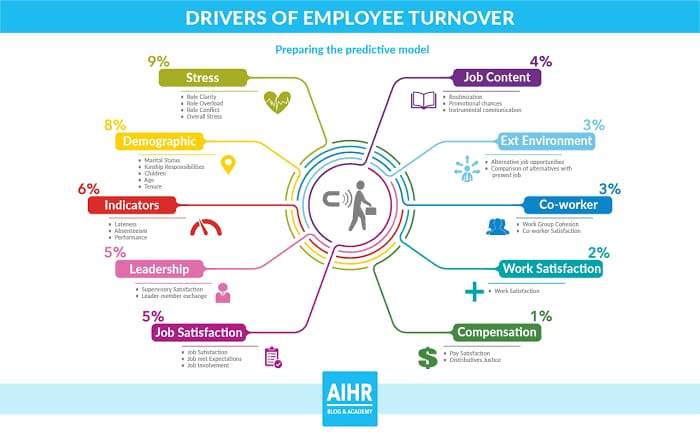 DRIVERS OF EMPLOYEE TURNOVER
Preparing the predictive model
9%
Stress
Role Clarity
Role Overload
Role Conflict
Overall Stress
8%
Demographic
Marital Status
Kinship Responsibilities
Children
Age
Tenure
6%
Indicators
Lateness
Absenteeism
Performance
5%
Leadership
Supervisory Satisfaction
Leader-member exchange
5%
Job Satisfaction
Job Satisfaction
Job met Expectations
Job Involvement
4%
Job Content
Routinization
Promotional chances
Instrumental communication
3%
Ext Environment
Alternative job opportunities
Comparison of alternatives with
present job
3%
Co-worker
Work Group Cohesion
Co-worker Satisfaction
2%
Work Satisfaction
Work Satisfaction
1%
Compensation
Pay Satisfaction
Distributives Justice
AIHR
BLOG & ACADEMY